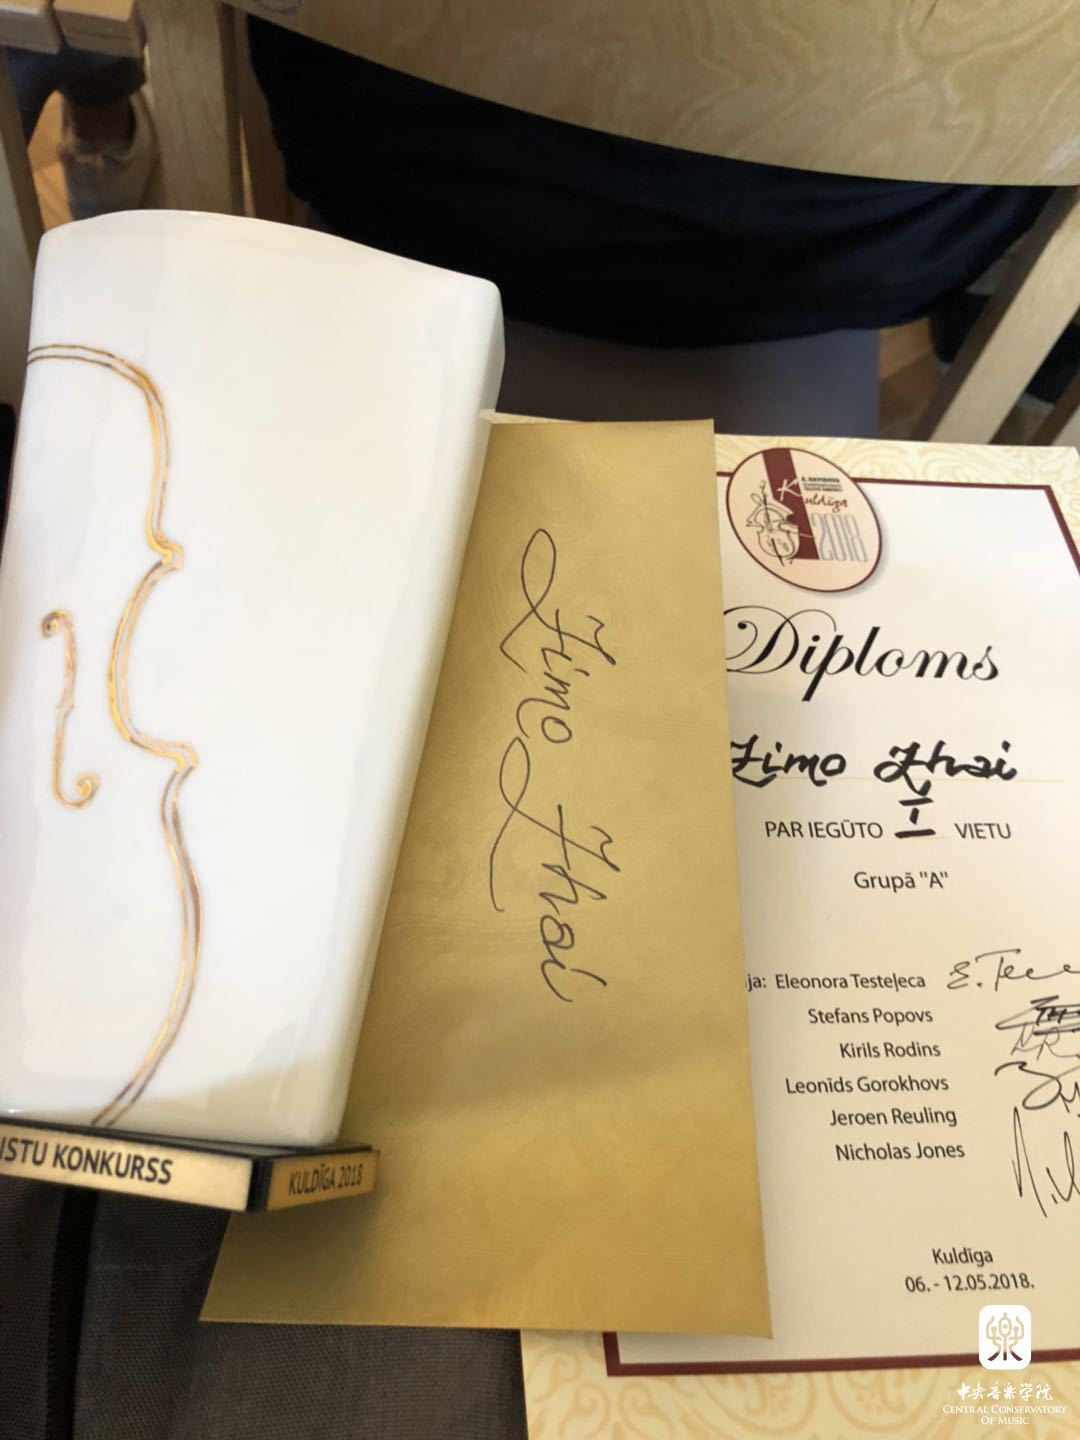 ISTU KONKURSS
KULDĪGA 2018
Zimo Zhai
K. DAVIDOVA
Kuldīga
2018
Diploms
Zimo Zhai
PAR IEGŪTO I VIETU
Grupā "A"
ija: Eleonora Testeļeca
Stefans Popovs
Kirils Rodins
Leonīds Gorokhovs
Jeroen Reuling
Nicholas Jones
Kuldīga
06. - 12.05.2018.
中央音乐学院
CENTRAL CONSERVATORY
OF MUSIC